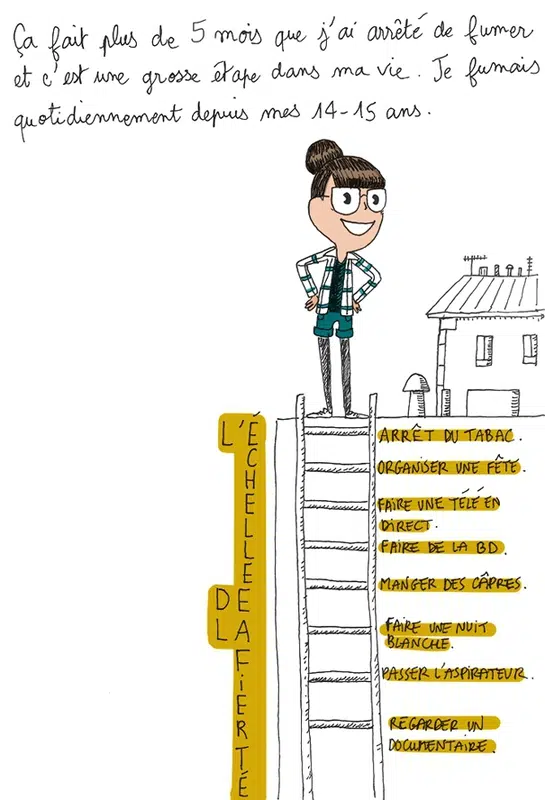 Ça fait plus de 5 mois que j'ai arrêté de fumer
et c'est une grosse étape dans ma vie. Je fumais
quotidiennement depuis mes 14-15 ans.
L'ÉCHELLE DE LA FIERTÉ
ARRÊT DU TABAC.
ORGANISER UNE FÊTE.
FAIRE UNE TÉLÉ EN
DIRECT.
FAIRE DE LA BD.
MANGER DES CÂPRES.
FAIRE UNE NUIT
BLANCHE.
PASSER L'ASPIRATEUR.
REGARDER UN
DOCUMENTAIRE.